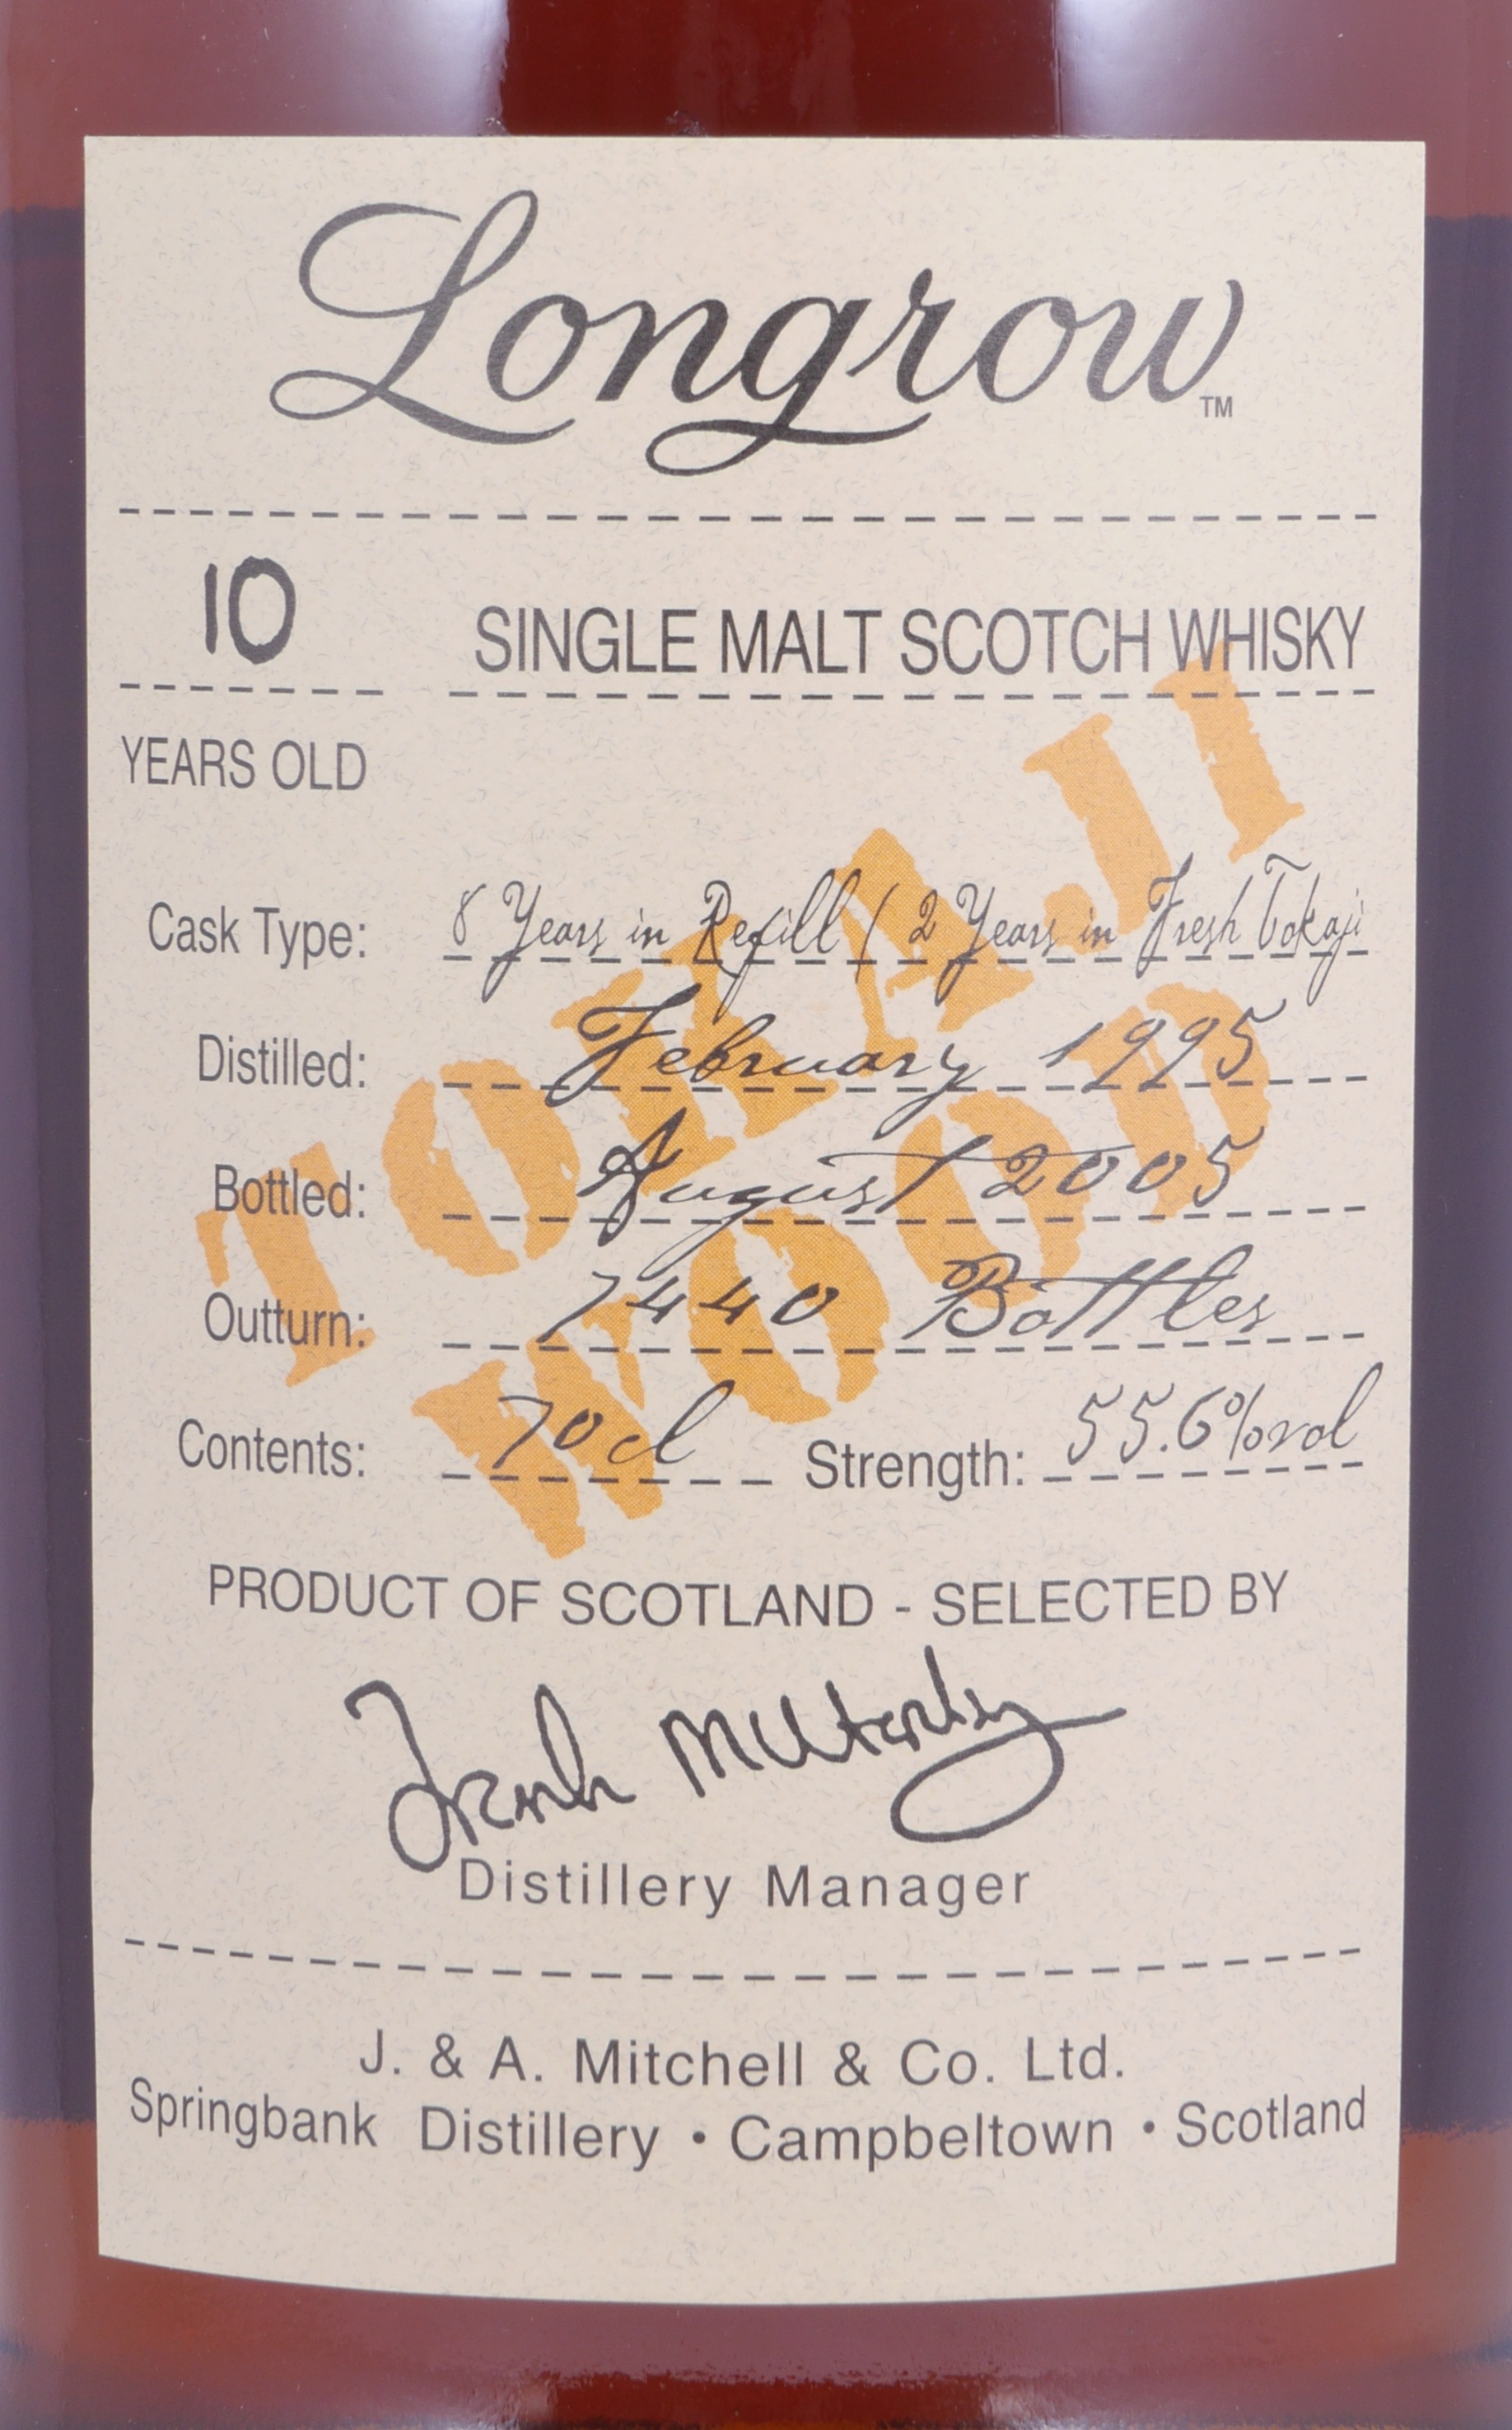 Longrow™
10 SINGLE MALT SCOTCH WHISKY
YEARS OLD
TOKAJI
WOOD
Cask Type: 8 Years in Refill / 2 Years in Fresh Tokaji
Distilled: February 1995
Bottled: August 2005
Outturn: 7440 Bottles
Contents: 70cl Strength: 55.6%vol
PRODUCT OF SCOTLAND - SELECTED BY
Frank
Distillery Manager
J. & A. Mitchell & Co. Ltd.
Springbank Distillery • Campbeltown • Scotland